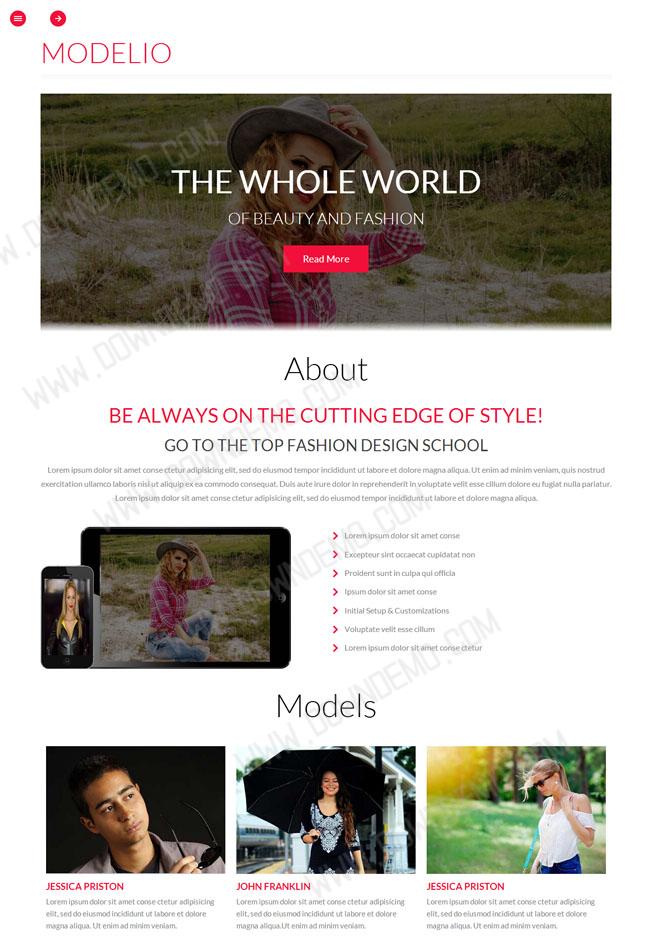 MODELIO
THE WHOLE WORLD
OF BEAUTY AND FASHION
Read More
About
BE ALWAYS ON THE CUTTING EDGE OF STYLE!
GO TO THE TOP FASHION DESIGN SCHOOL
Lorem ipsum dolor sit amet conse ctetur adipisicing elit, sed do eiusmod tempor incididunt ut labore et dolore magna aliqua. Ut enim ad minim veniam, quis nostrud
exercitation ullamco laboris nisi ut aliquip ex ea commodo consequat. Duis aute irure dolor in reprehenderit in voluptate velit esse cillum dolore eu fugiat nulla pariatur.
Lorem ipsum dolor sit amet conse ctetur adipisicing elit, sed do eiusmod tempor incididunt ut labore et dolore magna aliqua.
Lorem ipsum dolor sit amet conse
Excepteur sint occaecat cupidatat non
Proident sunt in culpa qui officia
Ipsum dolor sit amet conse
Initial Setup & Customizations
Voluptate velit esse cillum
Lorem ipsum dolor sit amet conse ctetur
Models
JESSICA PRISTON
Lorem ipsum dolor sit amet conse ctetur adipisicing
elit, sed do eiusmod incididunt ut labore et dolore
magna aliqua. Ut enim ad minim veniam.
JOHN FRANKLIN
Lorem ipsum dolor sit amet conse ctetur adipisicing
elit, sed do eiusmod incididunt ut labore et dolore
magna aliqua.Ut enim ad minim veniam.
JESSICA PRISTON
Lorem ipsum dolor sit amet conse ctetur adipisicing
elit, sed do eiusmod incididunt ut labore et dolore
magna aliqua. Ut enim ad minim veniam.
WWW.DOWNDEMO.COM